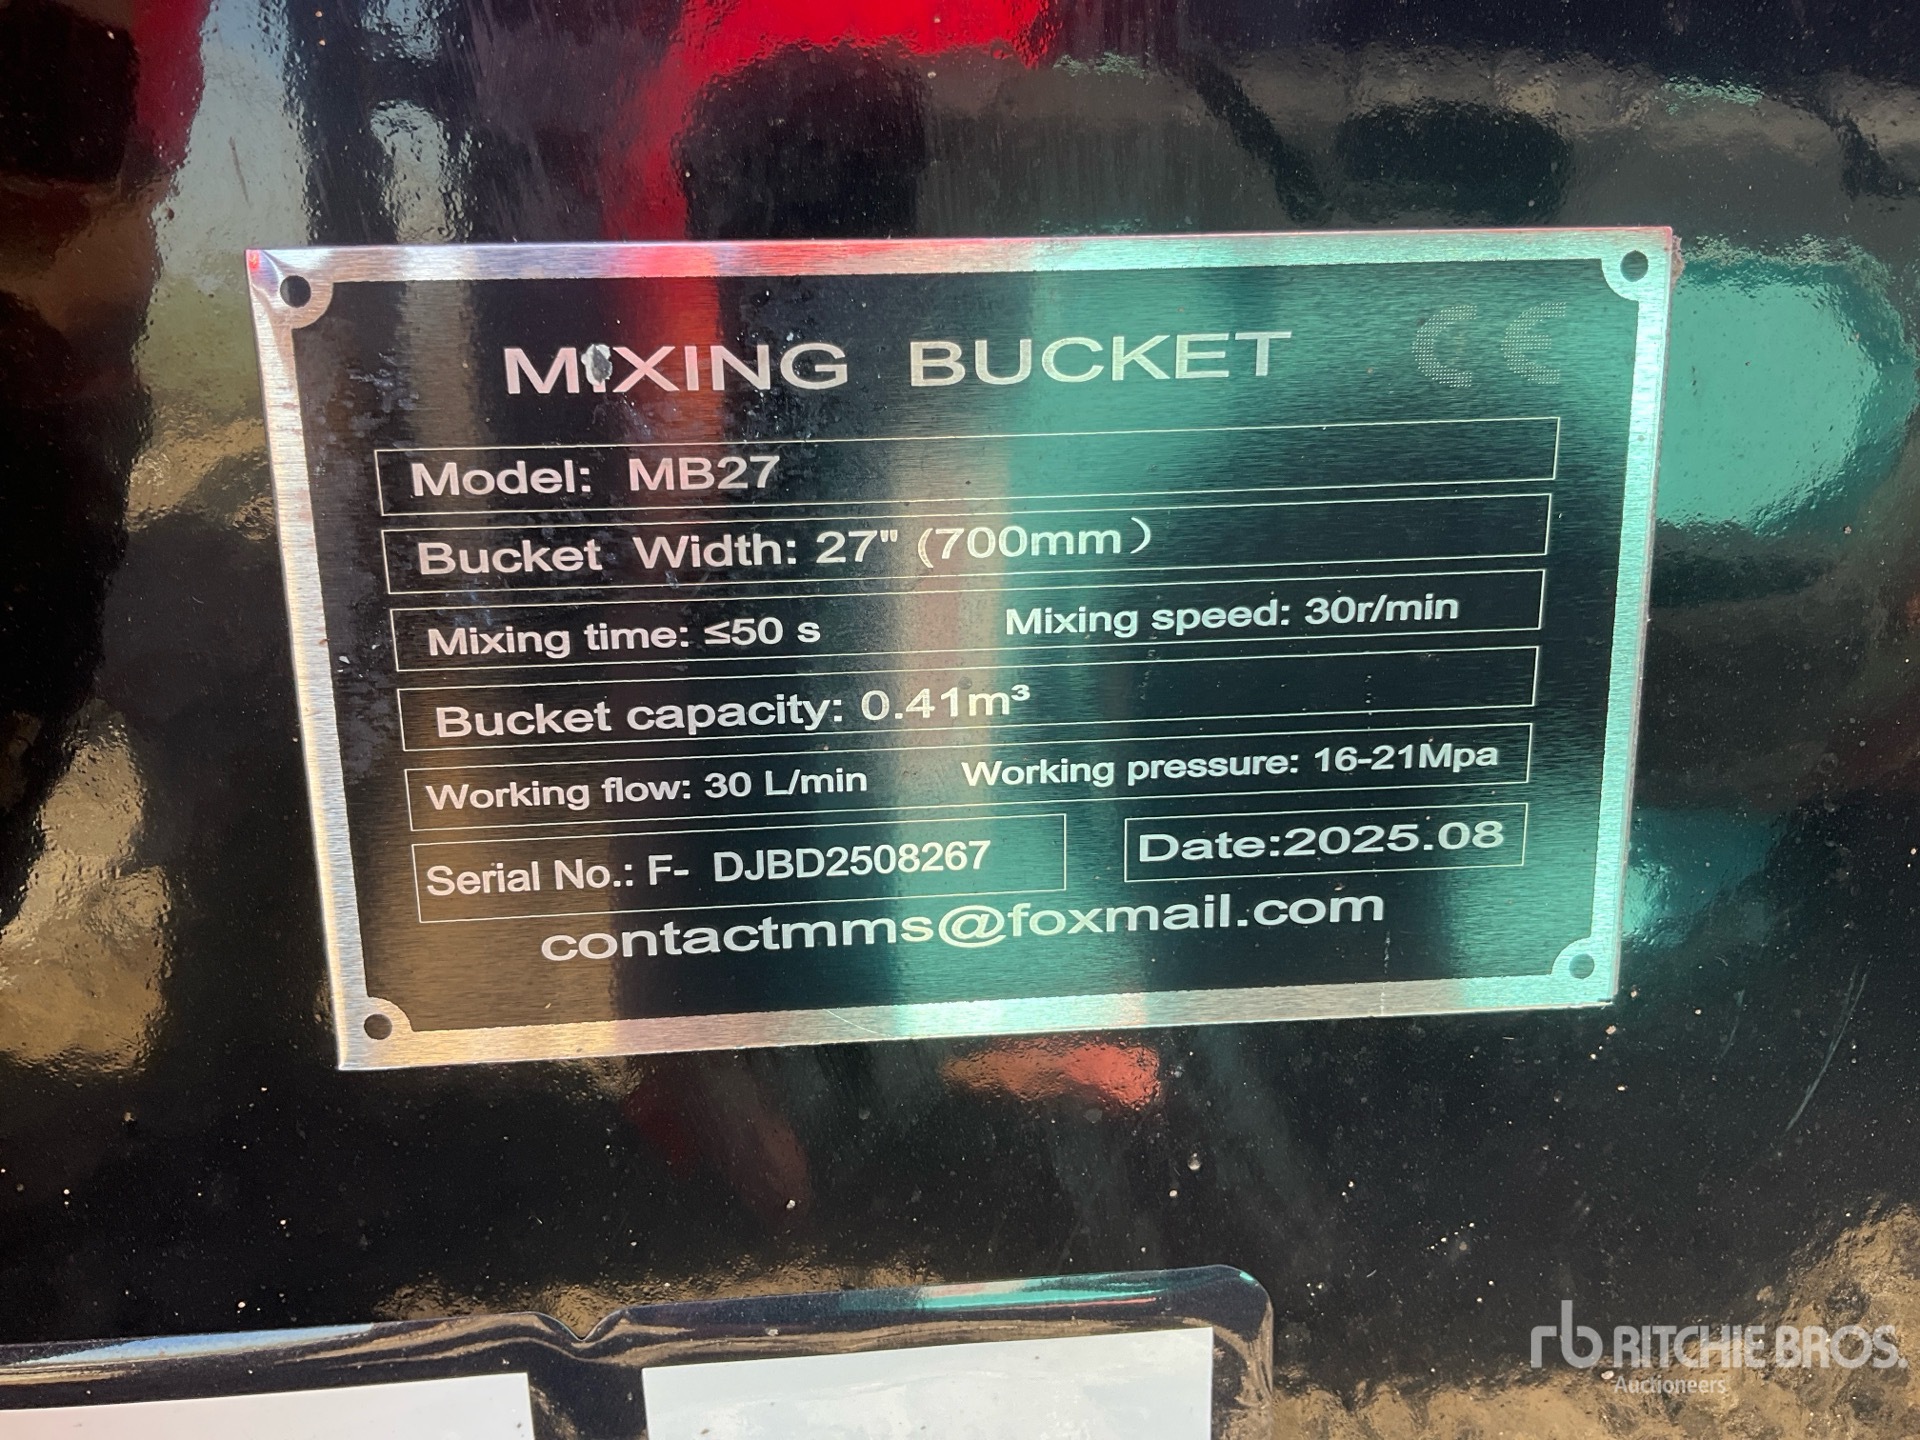 MIXING BUCKET CE
Model: MB27
Bucket Width: 27" (700mm)
Mixing time: ≤50 s Mixing speed: 30r/min
Bucket capacity: 0.41m³
Working flow: 30 L/min Working pressure: 16-21Mpa
Serial No.: F- DJBD2508267 Date:2025.08
contactmms@foxmail.com
rb RITCHIE BROS.
Auctioneers